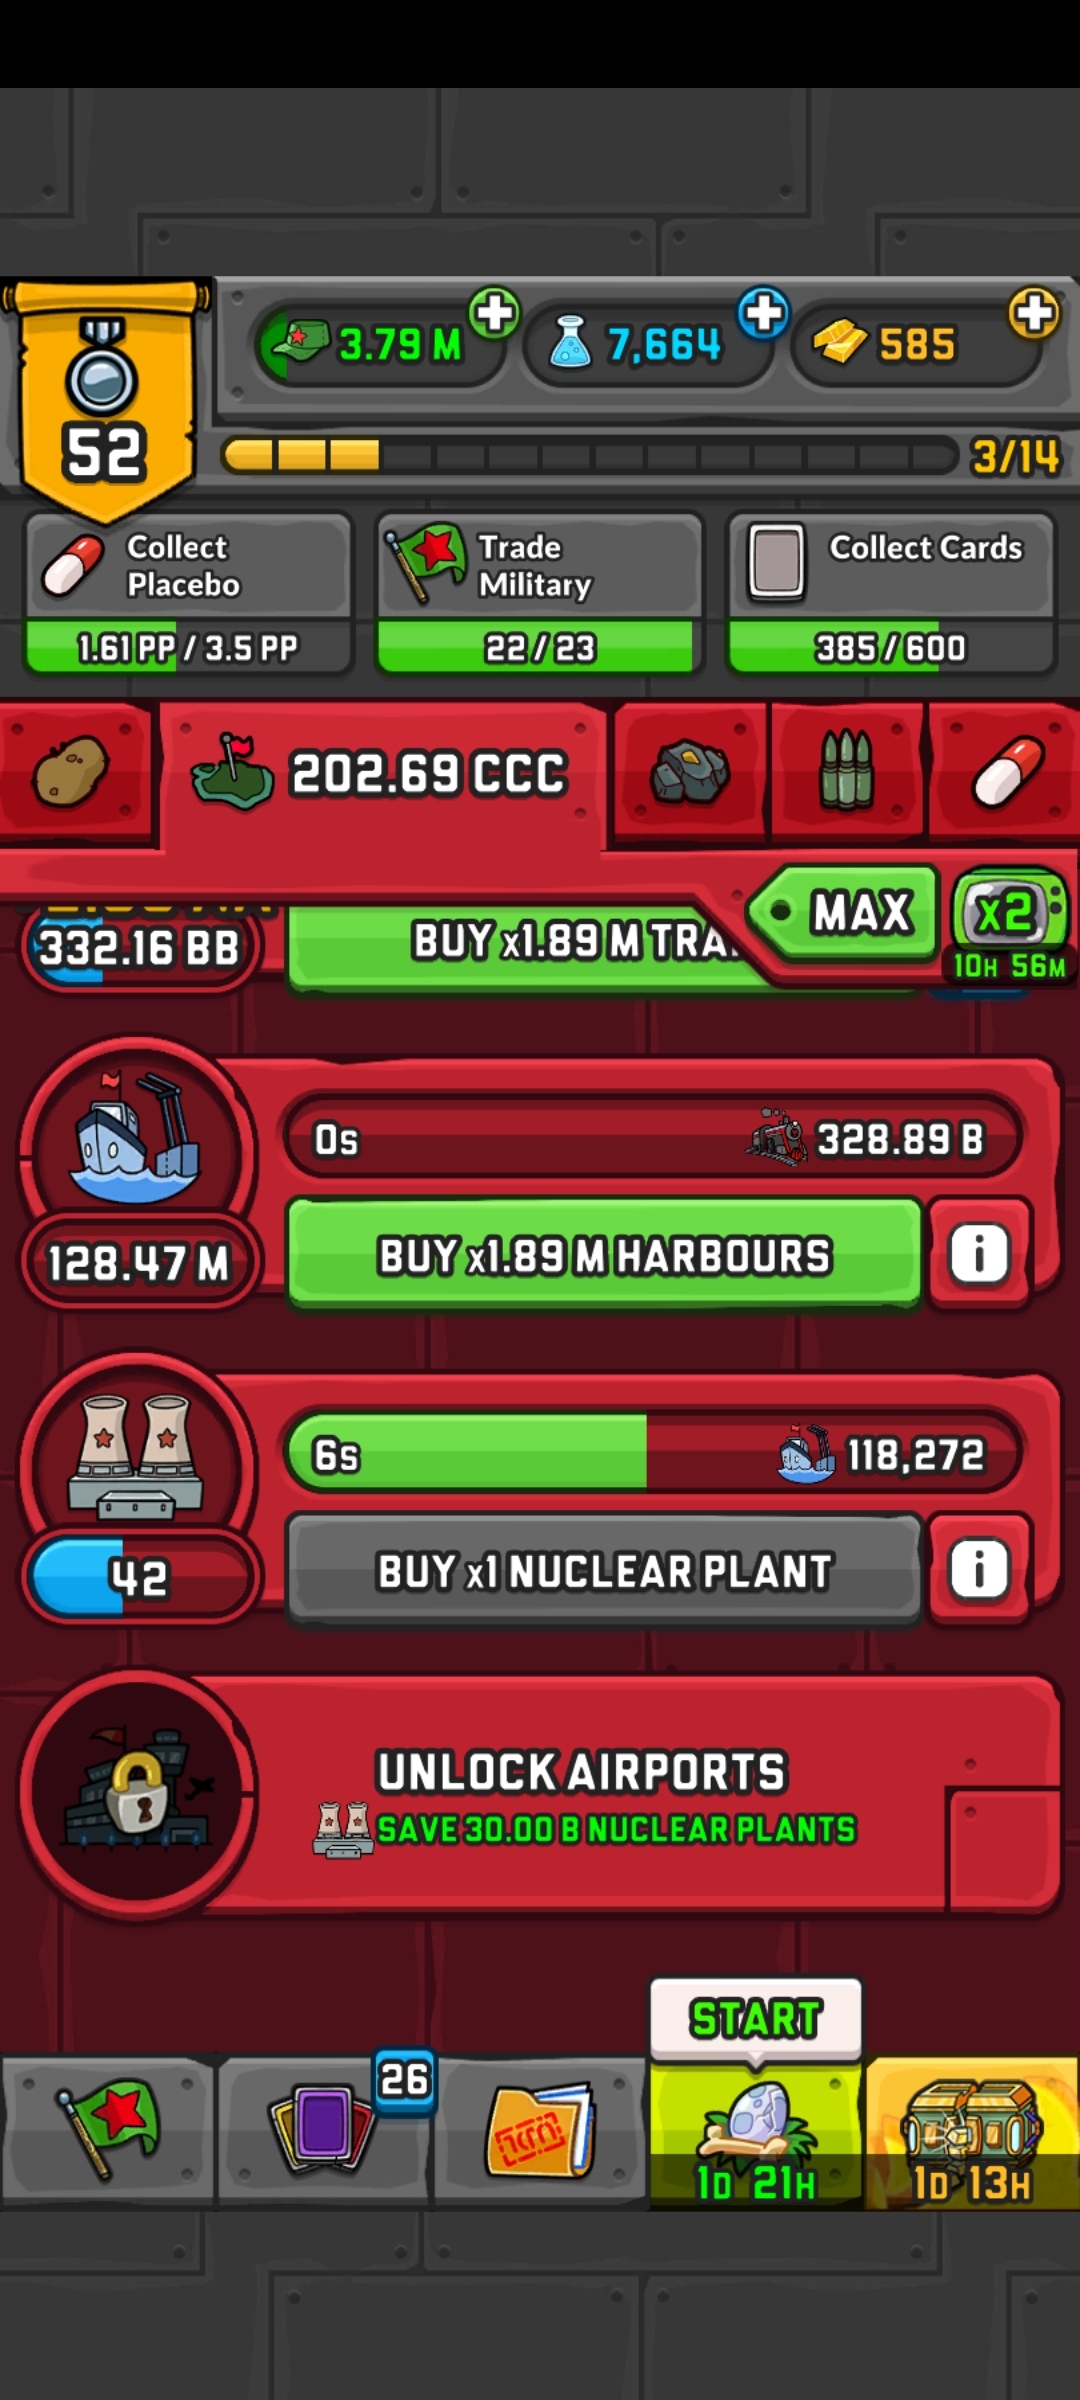 3.79 M
7,664
585
52
3/14
Collect
Placebo
1.61 PP / 3.5 PP
Trade
Military
22 / 23
Collect Cards
385 / 600
202.69 CCC
MAX
x2
10H 56M
332.16 BB
BUY x1.89 M TRA
0s
328.89 B
128.47 M
BUY x1.89 M HARBOURS
i
6s
118,272
42
BUY x1 NUCLEAR PLANT
i
UNLOCK AIRPORTS
SAVE 30.00 B NUCLEAR PLANTS
START
26
1D 21H
1D 13H